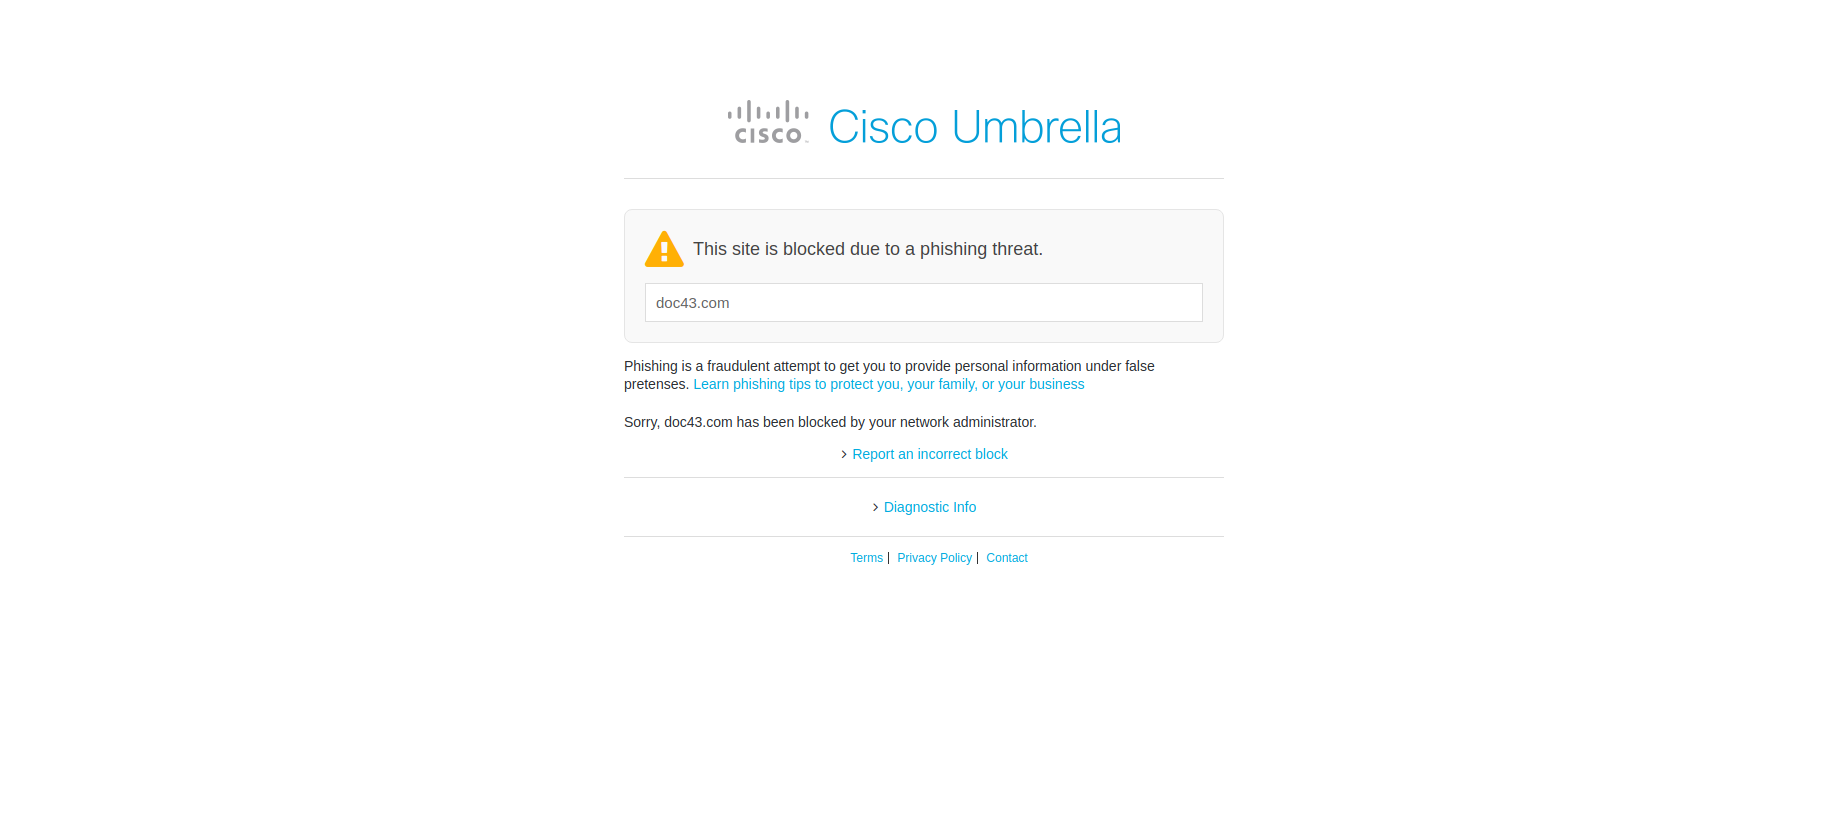 cisco
Cisco Umbrella
This site is blocked due to a phishing threat.
doc43.com
Phishing is a fraudulent attempt to get you to provide personal information under false
pretenses. Learn phishing tips to protect you, your family, or your business
Sorry, doc43.com has been blocked by your network administrator.
> Report an incorrect block
> Diagnostic Info
Terms | Privacy Policy | Contact